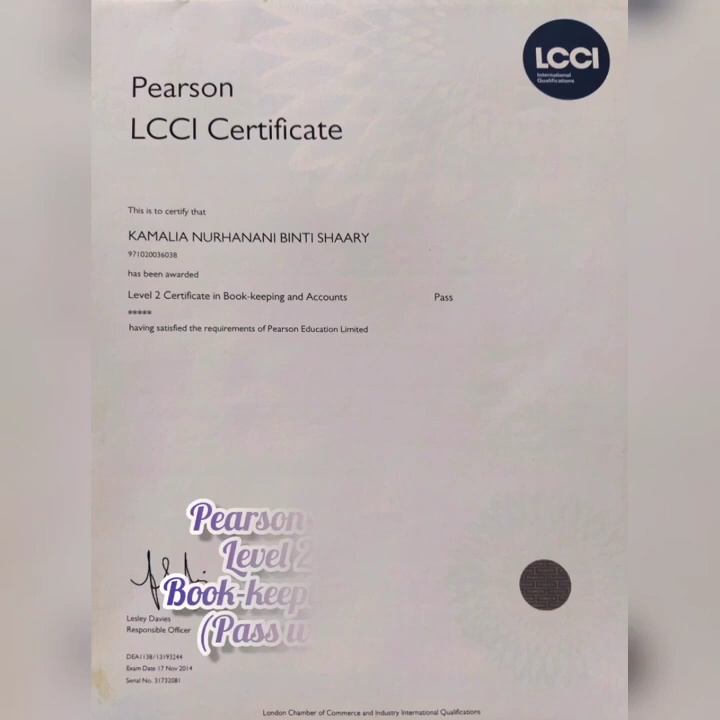 LCCI
International
Qualifications
Pearson
LCCI Certificate
This is to certify that
KAMALIA NURHANANI BINTI SHAARY
971020036038
has been awarded
Level 2 Certificate in Book-keeping and Accounts Pass
*****
having satisfied the requirements of Pearson Education Limited
Pearson
Level 2
Book-keep
(Pass w
Lesley Davies
Responsible Officer
DEA1138/13193244
Exam Date 17 Nov 2014
Serial No. 31732081
London Chamber of Commerce and Industry International Qualifications